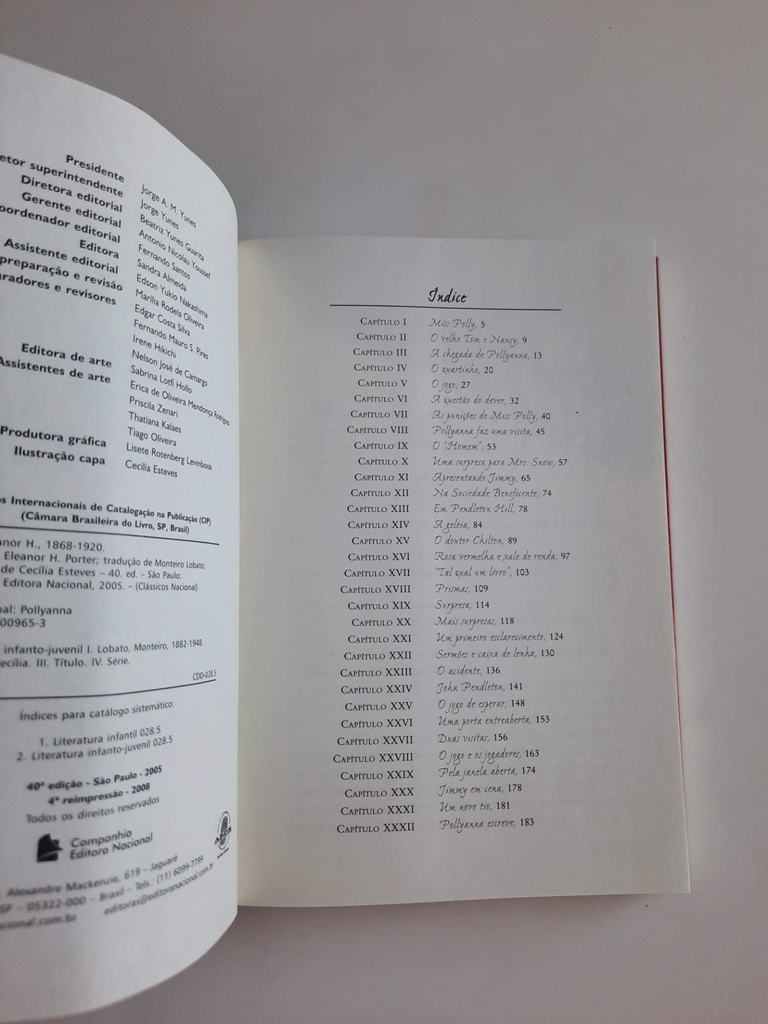 Presidente Jorge A. M. Yunes
etor superintendente Jorge Yunes
Diretora editorial Beatriz Yunes Guarita
Gerente editorial Antonio Nicolau Youssef
oordenador editorial Fernando Santos
Editora Sandra Almeida
Assistente editorial Edson Yukio Nakashima
preparação e revisão Marília Rodela Oliveira
aradores e revisores Edgar Costa Silva
Fernando Mauro S. Pires
Irene Hikichi
Editora de arte Nelson José de Camargo
Assistentes de arte Sabrina Lotfi Hollo
Erica de Oliveira Mendonça Rodrigues
Priscila Zenari
Thatiana Kalaes
Tiago Oliveira
Produtora gráfica Lisete Rotenberg Levinbook
Ilustração capa Cecília Esteves
os Internacionais de Catalogação na Publicação (CIP)
(Câmara Brasileira do Livro, SP, Brasil)
anor H., 1868-1920.
Eleanor H. Porter; tradução de Monteiro Lobato;
de Cecília Esteves – 40. ed. – São Paulo:
Editora Nacional, 2005. – (Clássicos Nacional)
nal: Pollyanna
00965-3
infanto-juvenil I. Lobato, Monteiro, 1882-1948.
ecília. III. Título. IV. Série.
CDD-028.5
Índices para catálogo sistemático:
1. Literatura infantil 028.5
2. Literatura infanto-juvenil 028.5
40ª edição - São Paulo - 2005
4ª reimpressão - 2008
Todos os direitos reservados
Companhia
Editora Nacional
Alexandre Mackenzie, 619 – Jaguaré
SP – 05322-000 – Brasil – Tels.: (11) 6099-7799
editoras@editoranacional.com.br
Índice
Capítulo I Miss Polly, 5
Capítulo II O velho Tom e Nancy, 9
Capítulo III A chegada de Pollyanna, 13
Capítulo IV O quartinho, 20
Capítulo V O jogo, 27
Capítulo VI A questão do dever, 32
Capítulo VII As punições de Miss Polly, 40
Capítulo VIII Pollyanna faz uma visita, 45
Capítulo IX O "Homem", 53
Capítulo X Uma surpresa para Mrs. Snow, 57
Capítulo XI Apresentando Jimmy, 65
Capítulo XII Na Sociedade Beneficente, 74
Capítulo XIII Em Pendleton Hill, 78
Capítulo XIV A geléia, 84
Capítulo XV O doutor Chilton, 89
Capítulo XVI Rosa vermelha e xale de renda, 97
Capítulo XVII "Tal qual um livro", 103
Capítulo XVIII Prismas, 109
Capítulo XIX Surpresa, 114
Capítulo XX Mais surpresas, 118
Capítulo XXI Um primeiro esclarecimento, 124
Capítulo XXII Sermões e caixa de lenha, 130
Capítulo XXIII O acidente, 136
Capítulo XXIV John Pendleton, 141
Capítulo XXV O jogo de esperar, 148
Capítulo XXVI Uma porta entreaberta, 153
Capítulo XXVII Duas visitas, 156
Capítulo XXVIII O jogo e os jogadores, 163
Capítulo XXIX Pela janela aberta, 174
Capítulo XXX Jimmy em cena, 178
Capítulo XXXI Um novo tio, 181
Capítulo XXXII Pollyanna escreve, 183